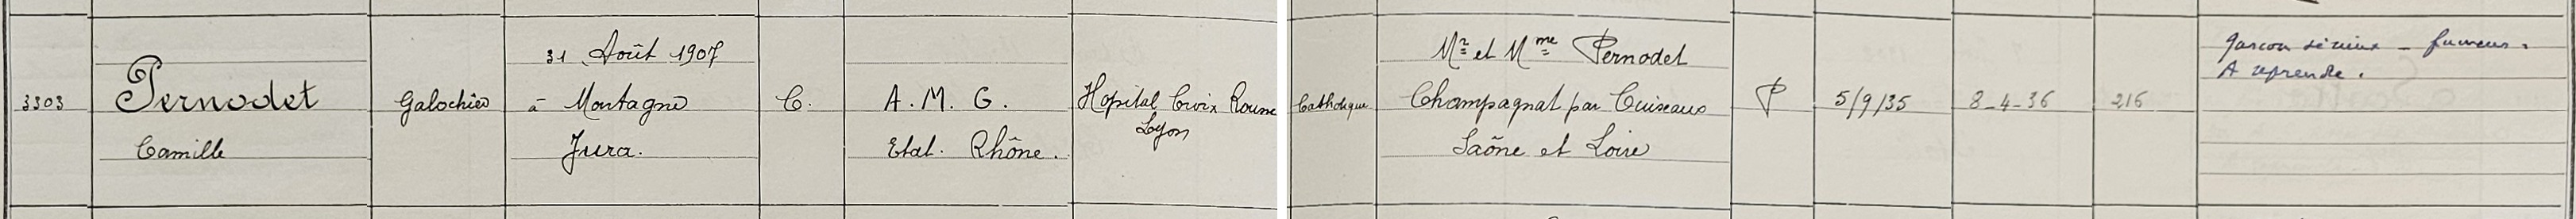 3303
Pernodet
Camille
Galochier
31 Août 1907
à Montagna
Jura.
C.
A. M. G.
Etat. Rhône.
Hopital Croix Rousse
Lyon
Catholique
Mr et Mme Pernodet
Champagnat par Cuiseaux
Saône et Loire
P
5/9/35
8-4-36
216
garçon sérieux - fumeur.
A reprendre.